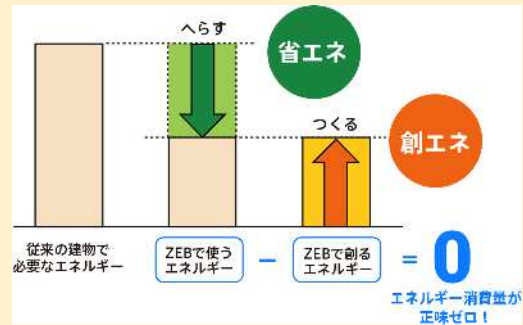 へらす
省エネ
つくる
創エネ
従来の建物で
必要なエネルギー
ZEBで使う
エネルギー
－
ZEBで創る
エネルギー
＝
0
エネルギー消費量が
正味ゼロ！